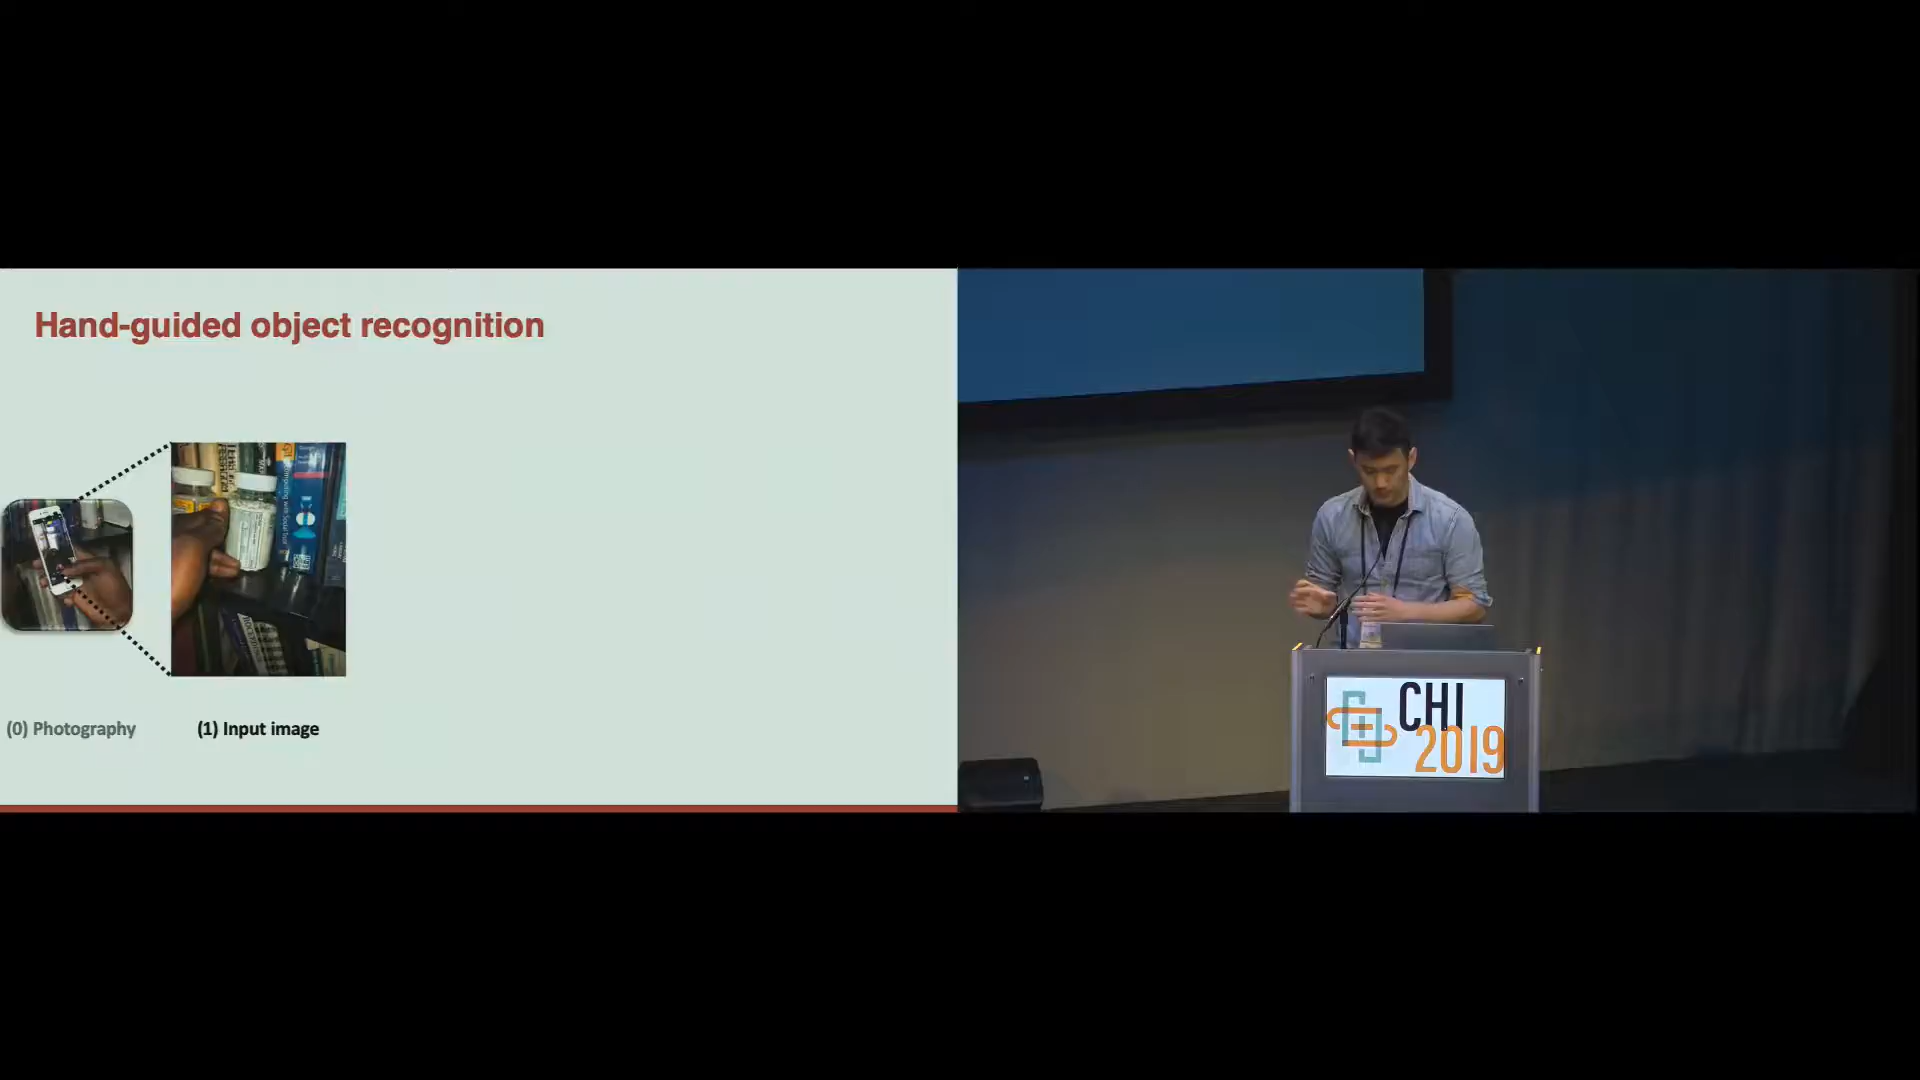 Hand-guided object recognition
(0) Photography
(1) Input image
CHI
2019